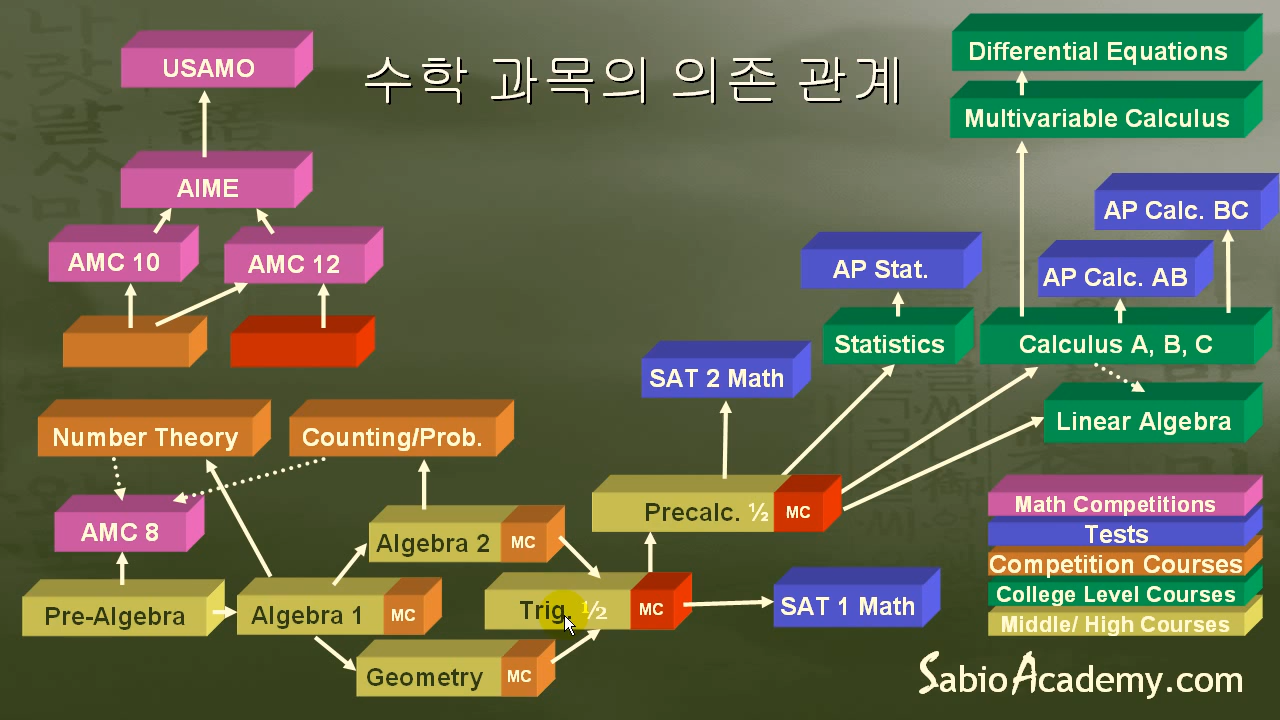 수학 과목의 의존 관계
USAMO
AIME
AMC 10
AMC 12
Number Theory
Counting/Prob.
AMC 8
Pre-Algebra
Algebra 1 MC
Algebra 2 MC
Geometry MC
Trig. ½ MC
Precalc. ½ MC
SAT 1 Math
SAT 2 Math
Statistics
AP Stat.
Calculus A, B, C
AP Calc. AB
AP Calc. BC
Linear Algebra
Multivariable Calculus
Differential Equations
Math Competitions
Tests
Competition Courses
College Level Courses
Middle/ High Courses
SabioAcademy.com